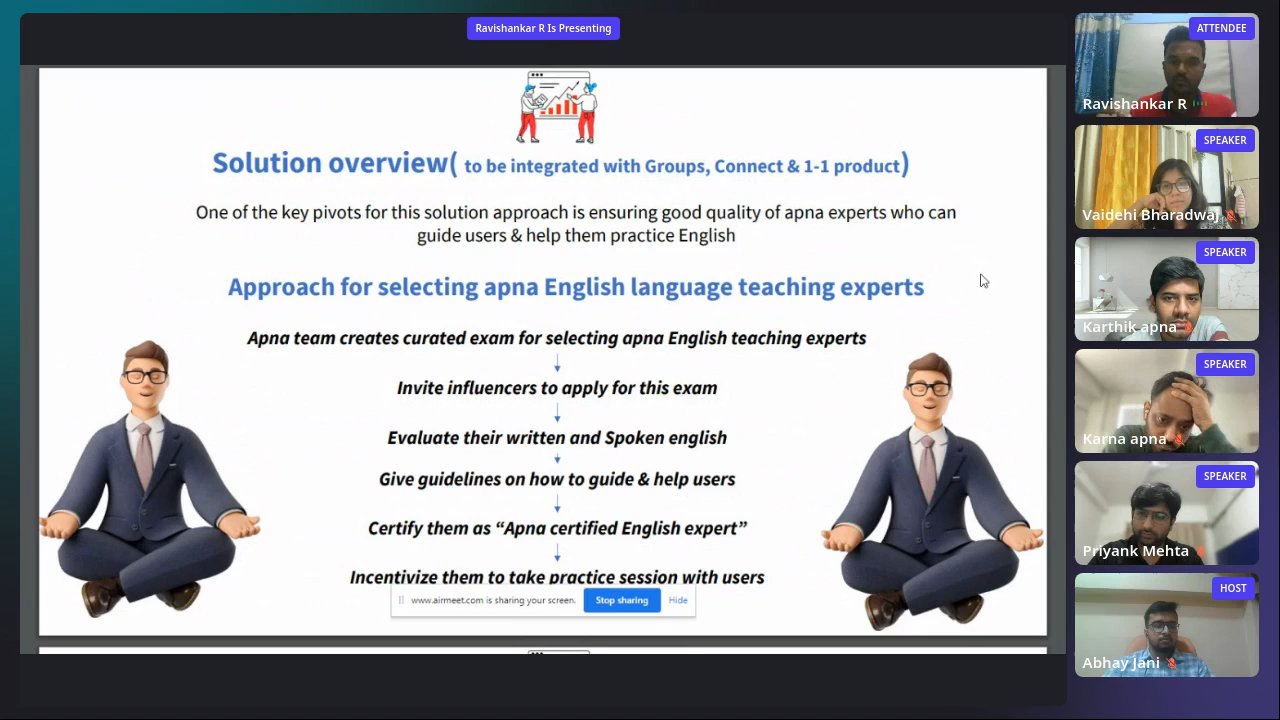 Ravishankar R Is Presenting
Solution overview( to be integrated with Groups, Connect & 1-1 product)
One of the key pivots for this solution approach is ensuring good quality of apna experts who can
guide users & help them practice English
Approach for selecting apna English language teaching experts
Apna team creates curated exam for selecting apna English teaching experts
Invite influencers to apply for this exam
Evaluate their written and Spoken english
Give guidelines on how to guide & help users
Certify them as “Apna certified English expert”
Incentivize them to take practice session with users
www.airmeet.com is sharing your screen. Stop sharing Hide
ATTENDEE
Ravishankar R
SPEAKER
Vaidehi Bharadwaj
SPEAKER
Karthik apna
SPEAKER
Karna apna
SPEAKER
Priyank Mehta
HOST
Abhay Jani